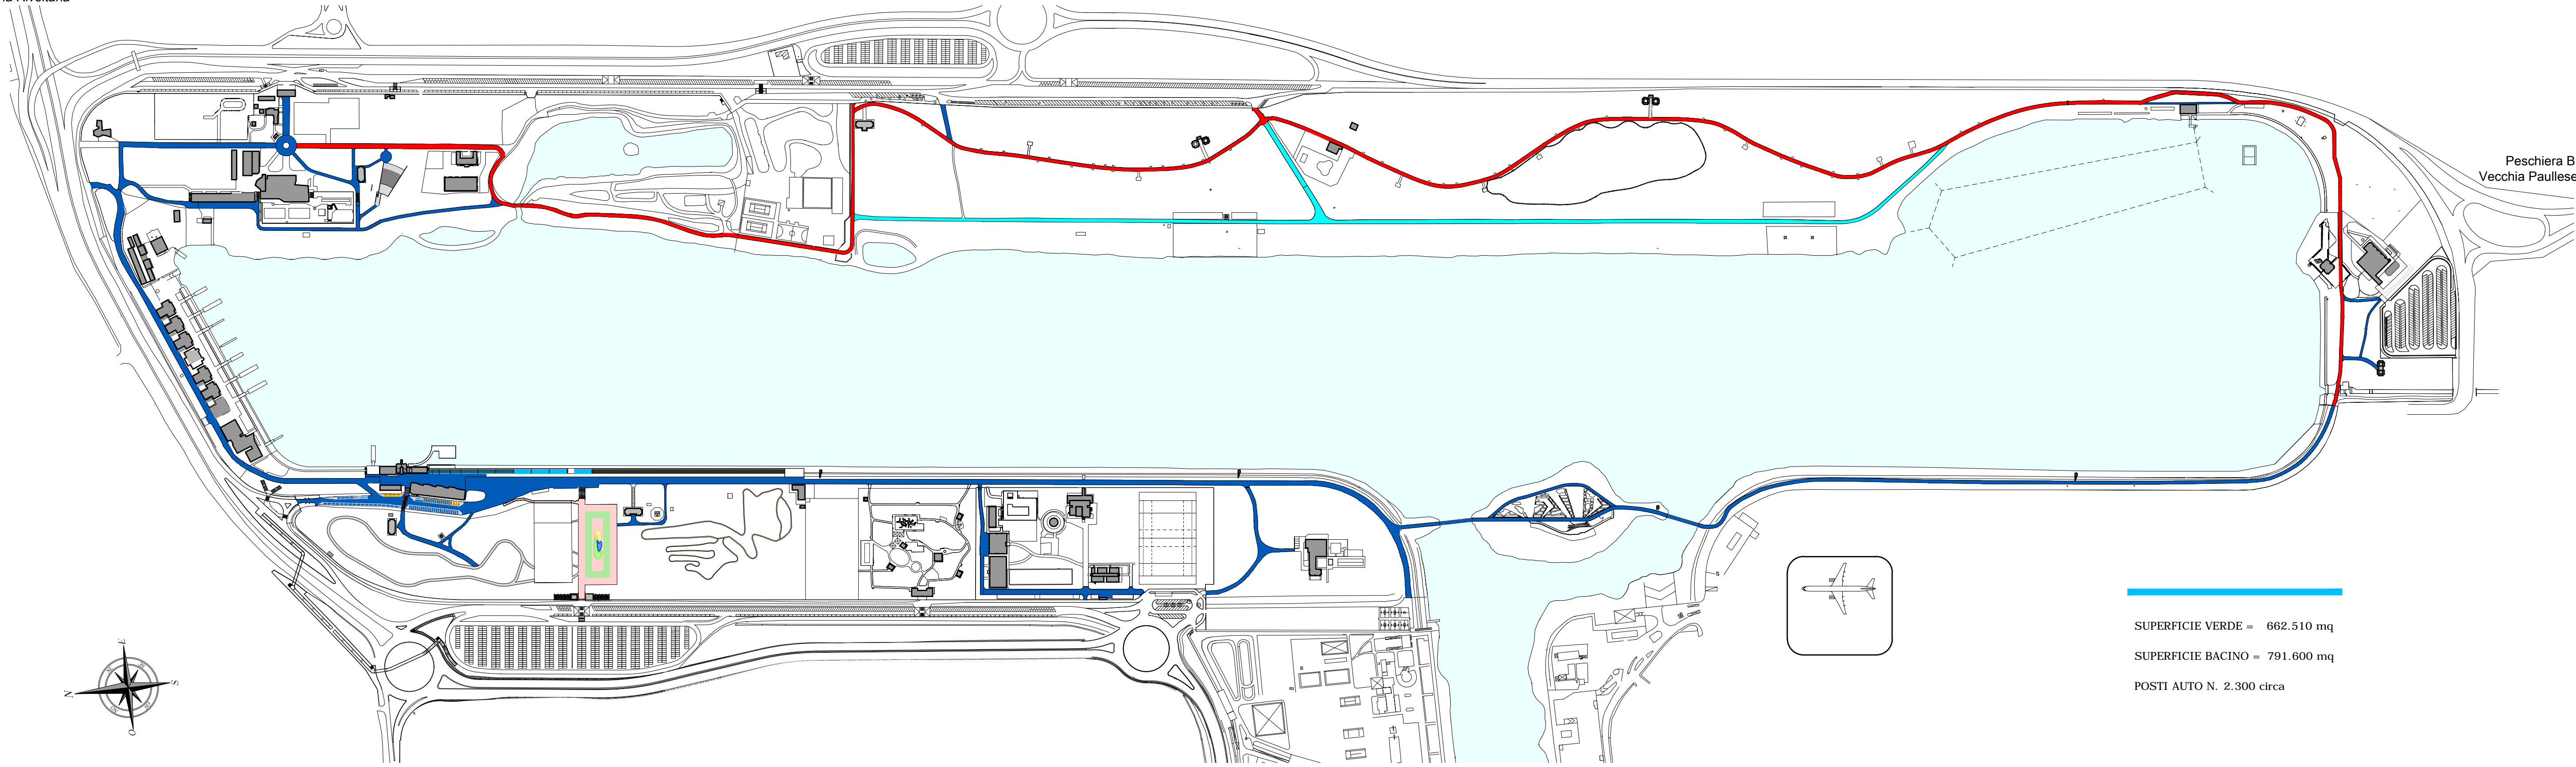 Peschiera B
Vecchia Paullese
SUPERFICIE VERDE = 662.510 mq
SUPERFICIE BACINO = 791.600 mq
POSTI AUTO N. 2.300 circa
E
N
S
O